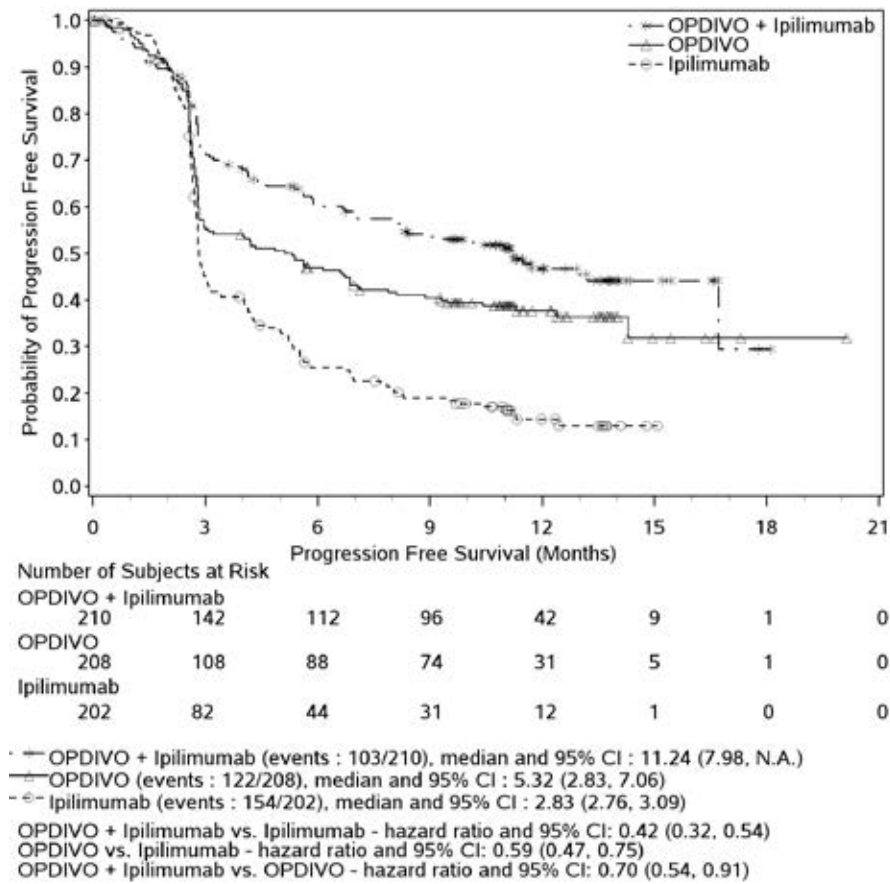 OPDIVO + Ipilimumab
OPDIVO
Ipilimumab
Probability of Progression Free Survival
1.0
0.9
0.8
0.7
0.6
0.5
0.4
0.3
0.2
0.1
0.0
0 3 6 9 12 15 18 21
Progression Free Survival (Months)
Number of Subjects at Risk
OPDIVO + Ipilimumab
210 142 112 96 42 9 1 0
OPDIVO
208 108 88 74 31 5 1 0
Ipilimumab
202 82 44 31 12 1 0 0
OPDIVO + Ipilimumab (events : 103/210), median and 95% CI : 11.24 (7.98, N.A.)
OPDIVO (events : 122/208), median and 95% CI : 5.32 (2.83, 7.06)
Ipilimumab (events : 154/202), median and 95% CI : 2.83 (2.76, 3.09)
OPDIVO + Ipilimumab vs. Ipilimumab - hazard ratio and 95% CI: 0.42 (0.32, 0.54)
OPDIVO vs. Ipilimumab - hazard ratio and 95% CI: 0.59 (0.47, 0.75)
OPDIVO + Ipilimumab vs. OPDIVO - hazard ratio and 95% CI: 0.70 (0.54, 0.91)